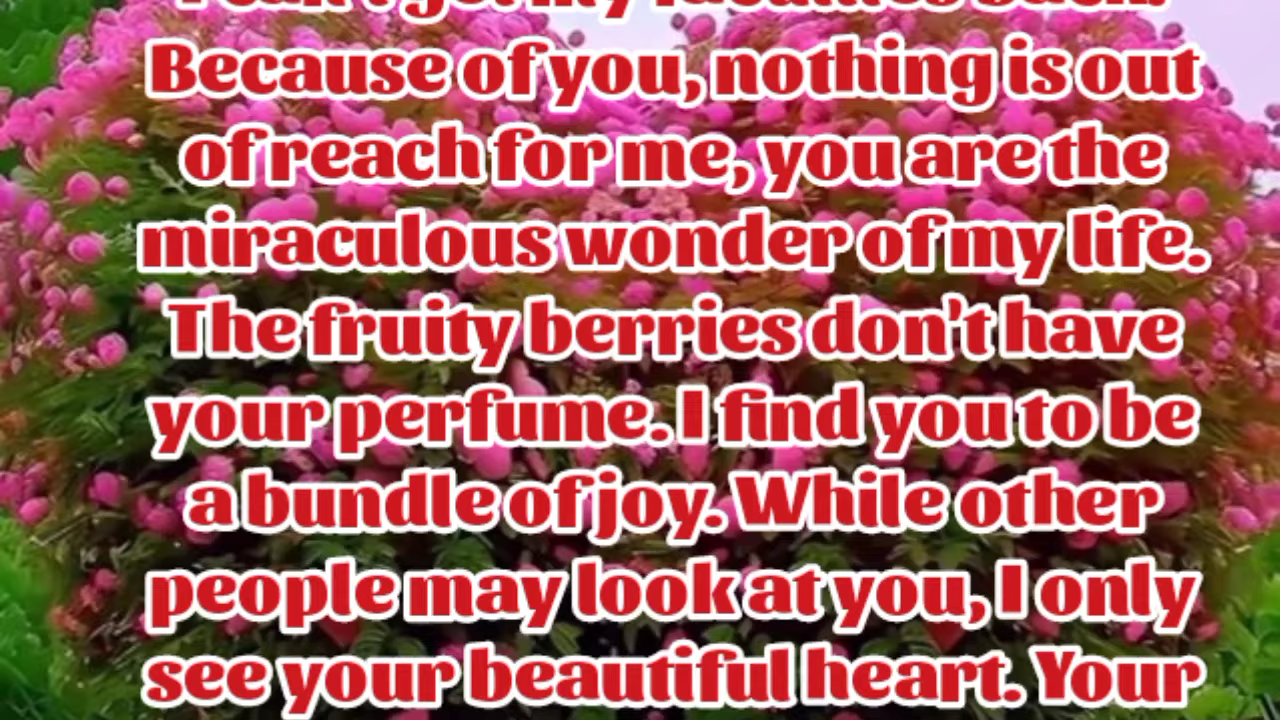 Because of you, nothing is out
of reach for me, you are the
miraculous wonder of my life.
The fruity berries don't have
your perfume. I find you to be
a bundle of joy. While other
people may look at you, I only
see your beautiful heart. Your